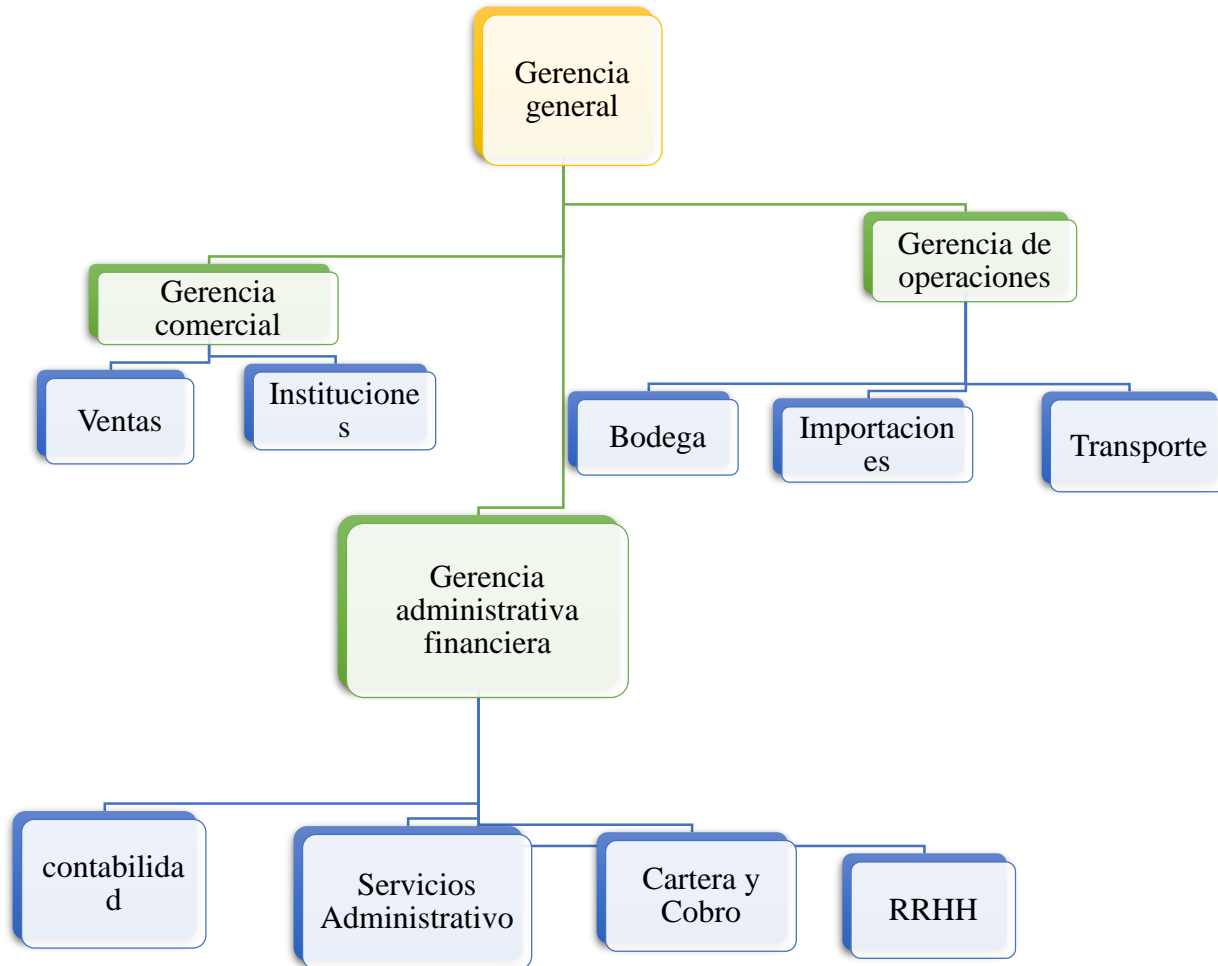 Gerencia
general
Gerencia de
operaciones
Gerencia
comercial
Ventas
Institucione
s
Bodega
Importacion
es
Transporte
Gerencia
administrativa
financiera
contabilida
d
Servicios
Administrativo
Cartera y
Cobro
RRHH